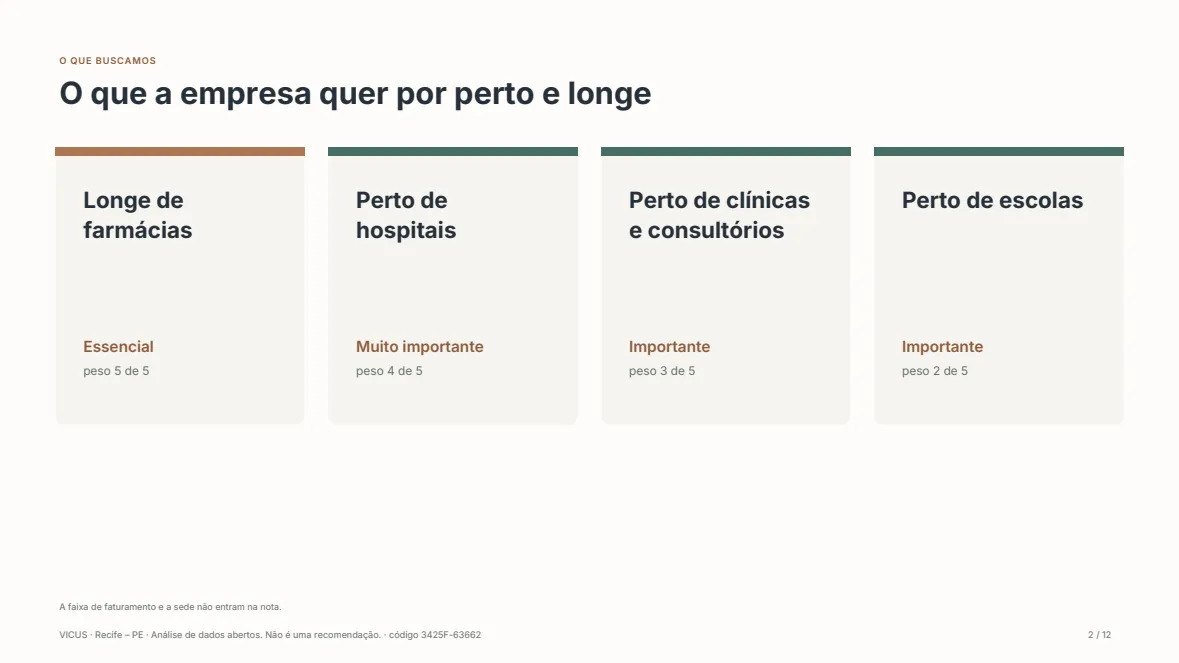 O QUE BUSCAMOS
O que a empresa quer por perto e longe
Longe de
farmácias
Essencial
peso 5 de 5
Perto de
hospitais
Muito importante
peso 4 de 5
Perto de clínicas
e consultórios
Importante
peso 3 de 5
Perto de escolas
Importante
peso 2 de 5
A faixa de faturamento e a sede não entram na nota.
VICUS · Recife – PE · Análise de dados abertos. Não é uma recomendação. · código 3425F-63662
2 / 12